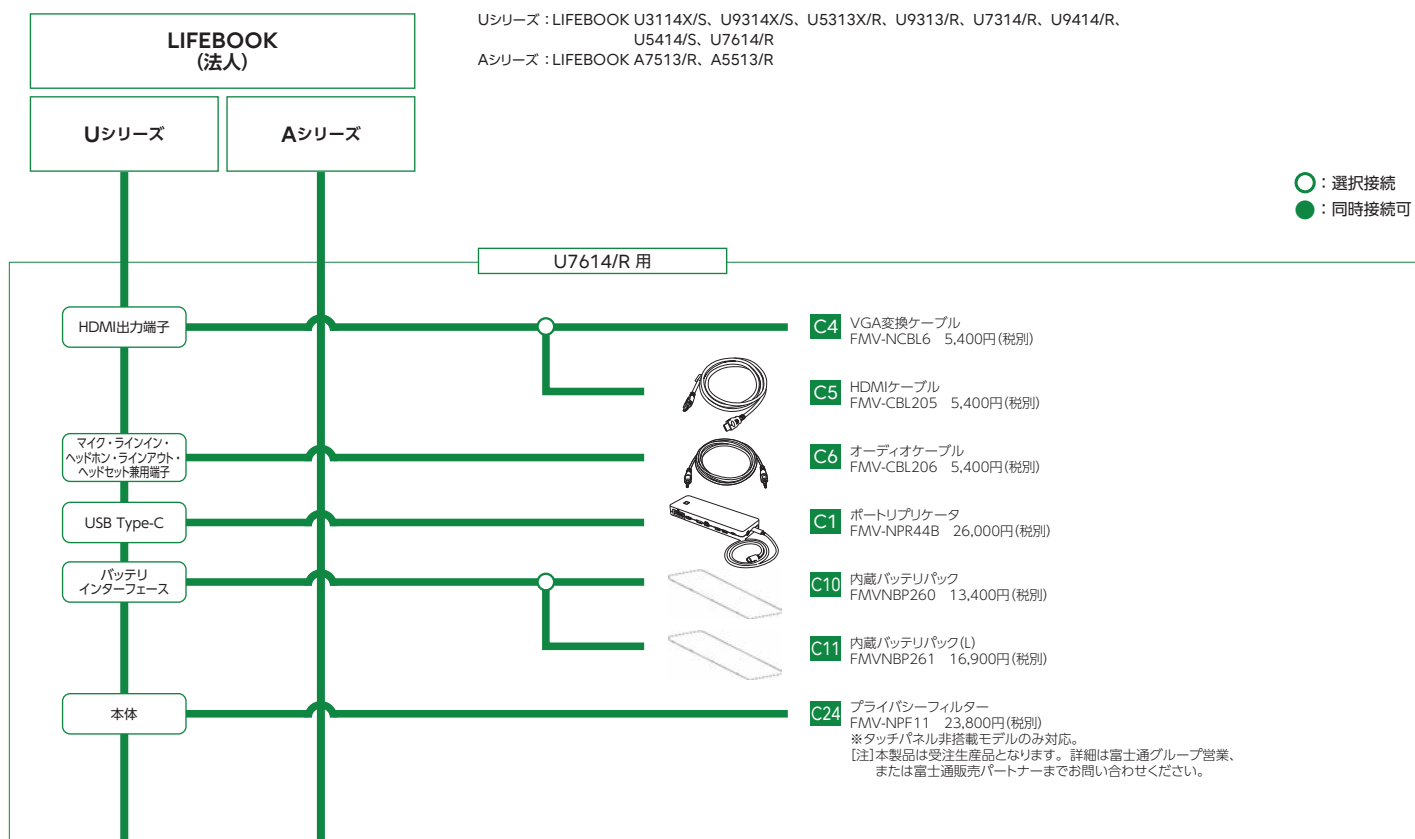 LIFEBOOK
(法人)
Uシリーズ
Aシリーズ
Uシリーズ：LIFEBOOK U3114X/S、U9314X/S、U5313X/R、U9313/R、U7314/R、U9414/R、
U5414/S、U7614/R
Aシリーズ：LIFEBOOK A7513/R、A5513/R
：選択接続
：同時接続可
U7614/R 用
HDMI出力端子
C4 VGA変換ケーブル
FMV-NCBL6 5,400円(税別)
C5 HDMIケーブル
FMV-CBL205 5,400円(税別)
マイク・ラインイン・
ヘッドホン・ラインアウト・
ヘッドセット兼用端子
C6 オーディオケーブル
FMV-CBL206 5,400円(税別)
USB Type-C
C1 ポートリプリケータ
FMV-NPR44B 26,000円(税別)
バッテリ
インターフェース
C10 内蔵バッテリパック
FMVNBP260 13,400円(税別)
C11 内蔵バッテリパック(L)
FMVNBP261 16,900円(税別)
本体
C24 プライバシーフィルター
FMV-NPF11 23,800円(税別)
※タッチパネル非搭載モデルのみ対応。
[注]本製品は受注生産品となります。詳細は富士通グループ営業、
または富士通販売パートナーまでお問い合わせください。